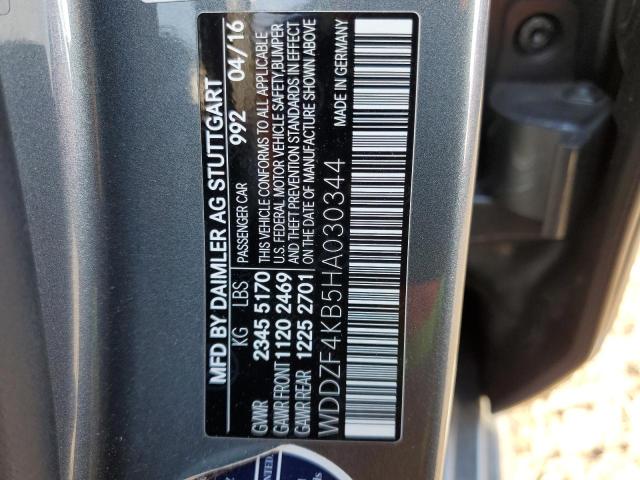 MFD BY DAIMLER AG STUTTGART
992 04/16
KG LBS PASSENGER CAR
GVWR 2345 5170
GAWR FRONT 1120 2469
GAWR REAR 1225 2701
THIS VEHICLE CONFORMS TO ALL APPLICABLE
U.S. FEDERAL MOTOR VEHICLE SAFETY,BUMPER
AND THEFT PREVENTION STANDARDS IN EFFECT
ON THE DATE OF MANUFACTURE SHOWN ABOVE
MADE IN GERMANY
WDDZF4KB5HA030344